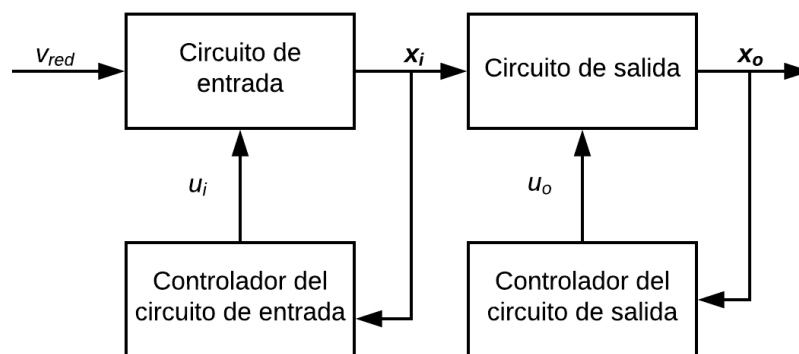 v_red
Circuito de
entrada
x_i
Circuito de salida
x_o
u_i
u_o
Controlador del
circuito de entrada
Controlador del
circuito de salida